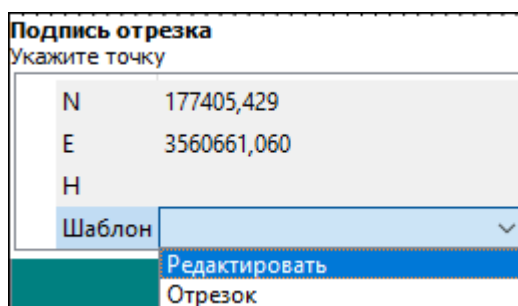 Подпись отрезка
Укажите точку
N 177405,429
E 3560661,060
H
Шаблон
Редактировать
Отрезок